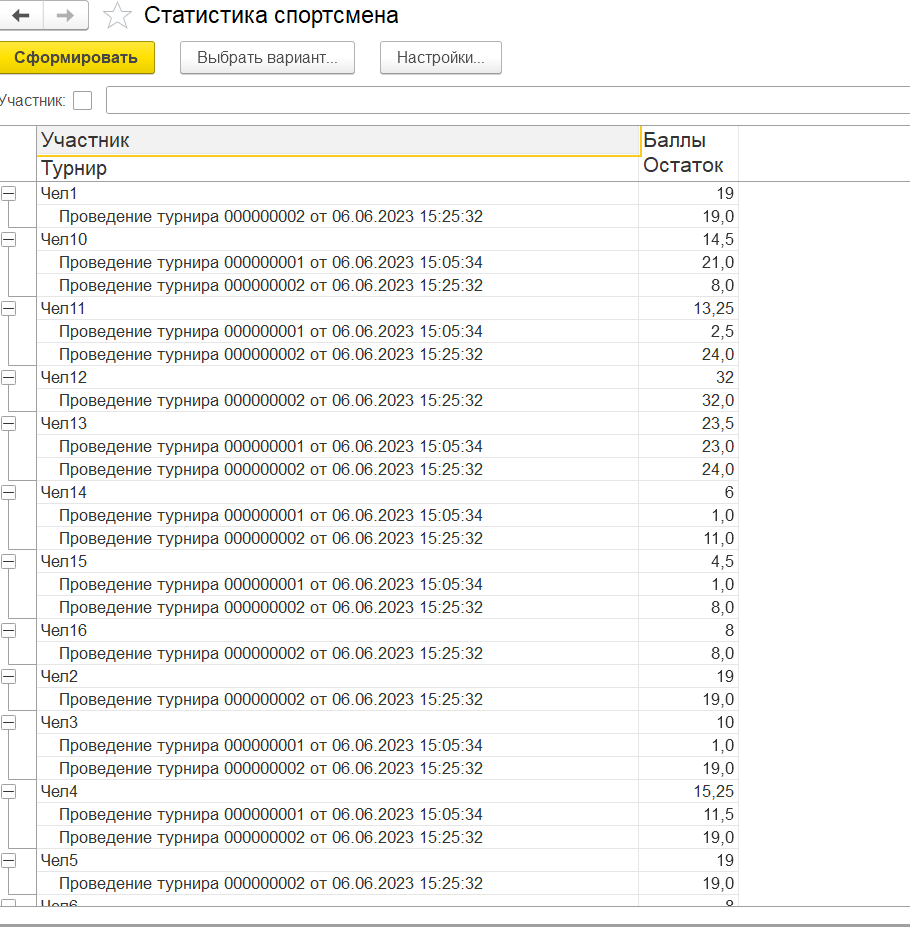 Статистика спортсмена
Сформировать Выбрать вариант... Настройки...
Участник:
Участник Баллы
Турнир Остаток
Чел1 19
Проведение турнира 000000002 от 06.06.2023 15:25:32 19,0
Чел10 14,5
Проведение турнира 000000001 от 06.06.2023 15:05:34 21,0
Проведение турнира 000000002 от 06.06.2023 15:25:32 8,0
Чел11 13,25
Проведение турнира 000000001 от 06.06.2023 15:05:34 2,5
Проведение турнира 000000002 от 06.06.2023 15:25:32 24,0
Чел12 32
Проведение турнира 000000002 от 06.06.2023 15:25:32 32,0
Чел13 23,5
Проведение турнира 000000001 от 06.06.2023 15:05:34 23,0
Проведение турнира 000000002 от 06.06.2023 15:25:32 24,0
Чел14 6
Проведение турнира 000000001 от 06.06.2023 15:05:34 1,0
Проведение турнира 000000002 от 06.06.2023 15:25:32 11,0
Чел15 4,5
Проведение турнира 000000001 от 06.06.2023 15:05:34 1,0
Проведение турнира 000000002 от 06.06.2023 15:25:32 8,0
Чел16 8
Проведение турнира 000000002 от 06.06.2023 15:25:32 8,0
Чел2 19
Проведение турнира 000000002 от 06.06.2023 15:25:32 19,0
Чел3 10
Проведение турнира 000000001 от 06.06.2023 15:05:34 1,0
Проведение турнира 000000002 от 06.06.2023 15:25:32 19,0
Чел4 15,25
Проведение турнира 000000001 от 06.06.2023 15:05:34 11,5
Проведение турнира 000000002 от 06.06.2023 15:25:32 19,0
Чел5 19
Проведение турнира 000000002 от 06.06.2023 15:25:32 19,0